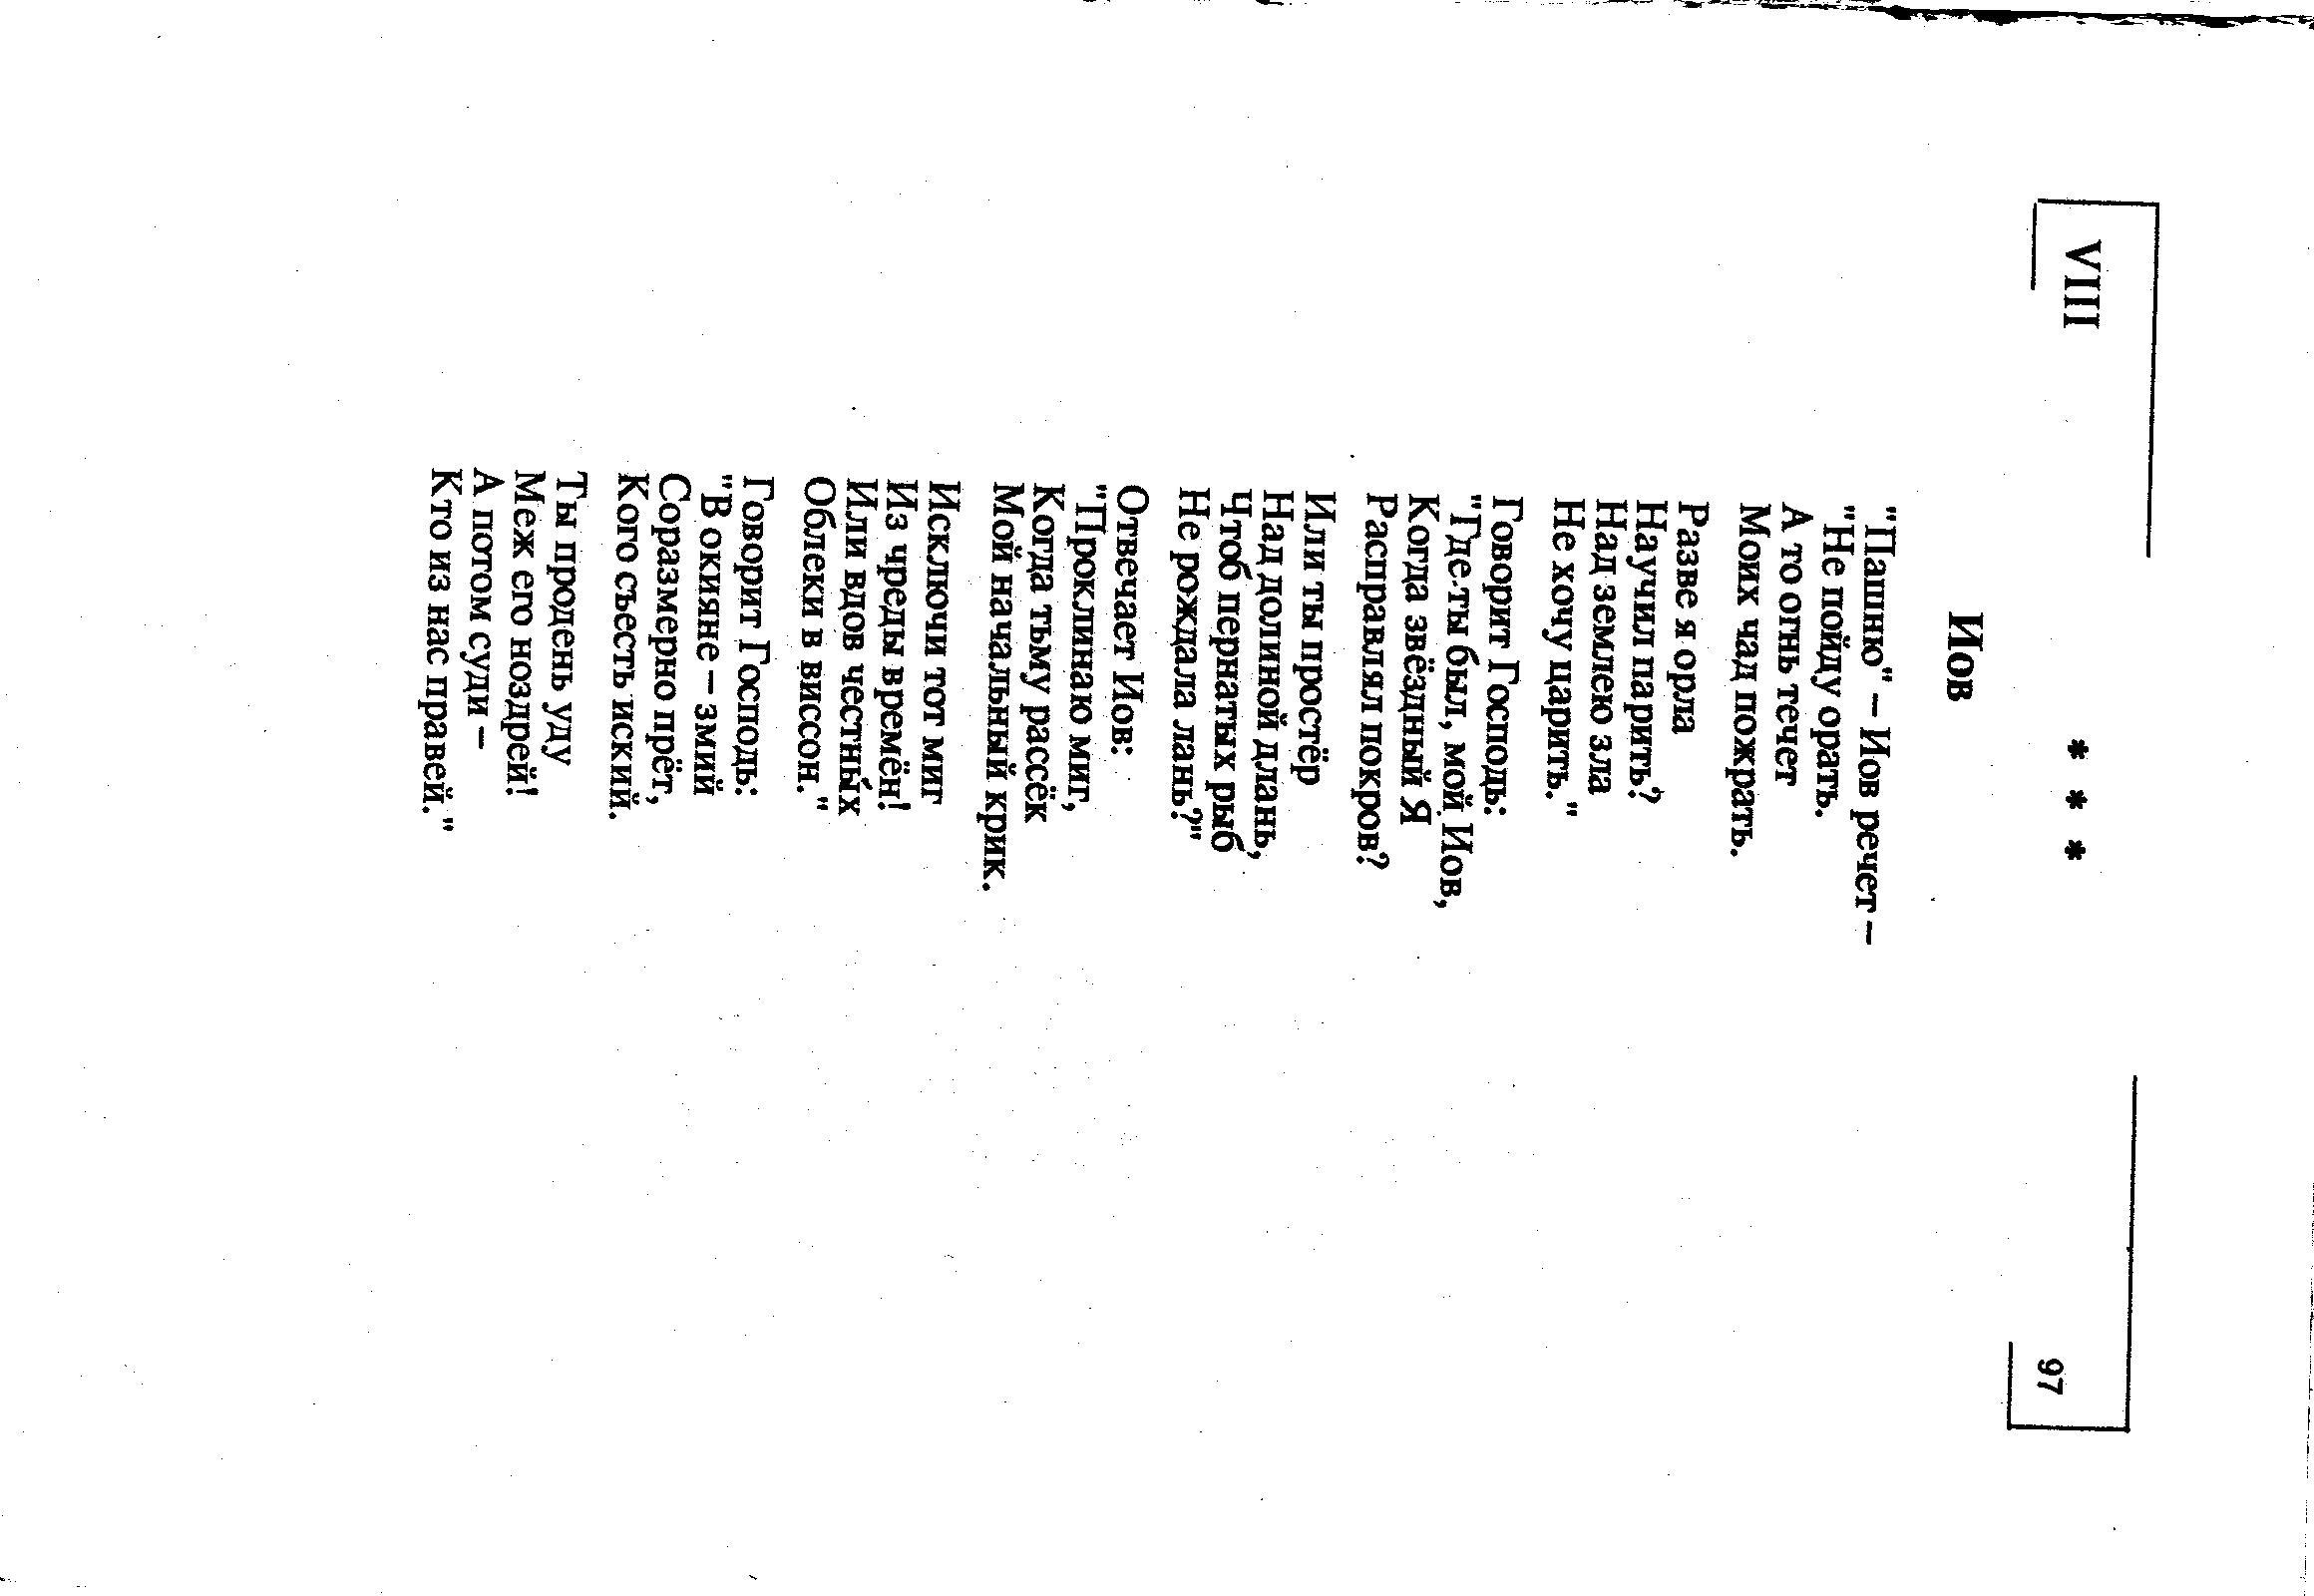 VIII
* * *
97
Иов
"Пашню" – Иов речет –
"Не пойду орать.
А то огнь течет
Моих чад пожрать.
Разве я орла
Научил парить?
Над землею зла
Не хочу царить."
Говорит Господь:
"Где ты был, мой Иов,
Когда звёздный Я
Расправлял покров?
Или ты простёр
Над долиной длань,
Чтоб пернатых рыб
Не рождала лань?"
Отвечает Иов:
"Проклинаю миг,
Когда тьму рассёк
Мой начальный крик.
Исключи тот миг
Из чреды времён!
Или вдов честных
Облеки в виссон."
Говорит Господь:
"В окияне – змий
Соразмерно прёт,
Кого съесть иский.
Ты продень уду
Меж его ноздрей!
А потом суди –
Кто из нас правей."